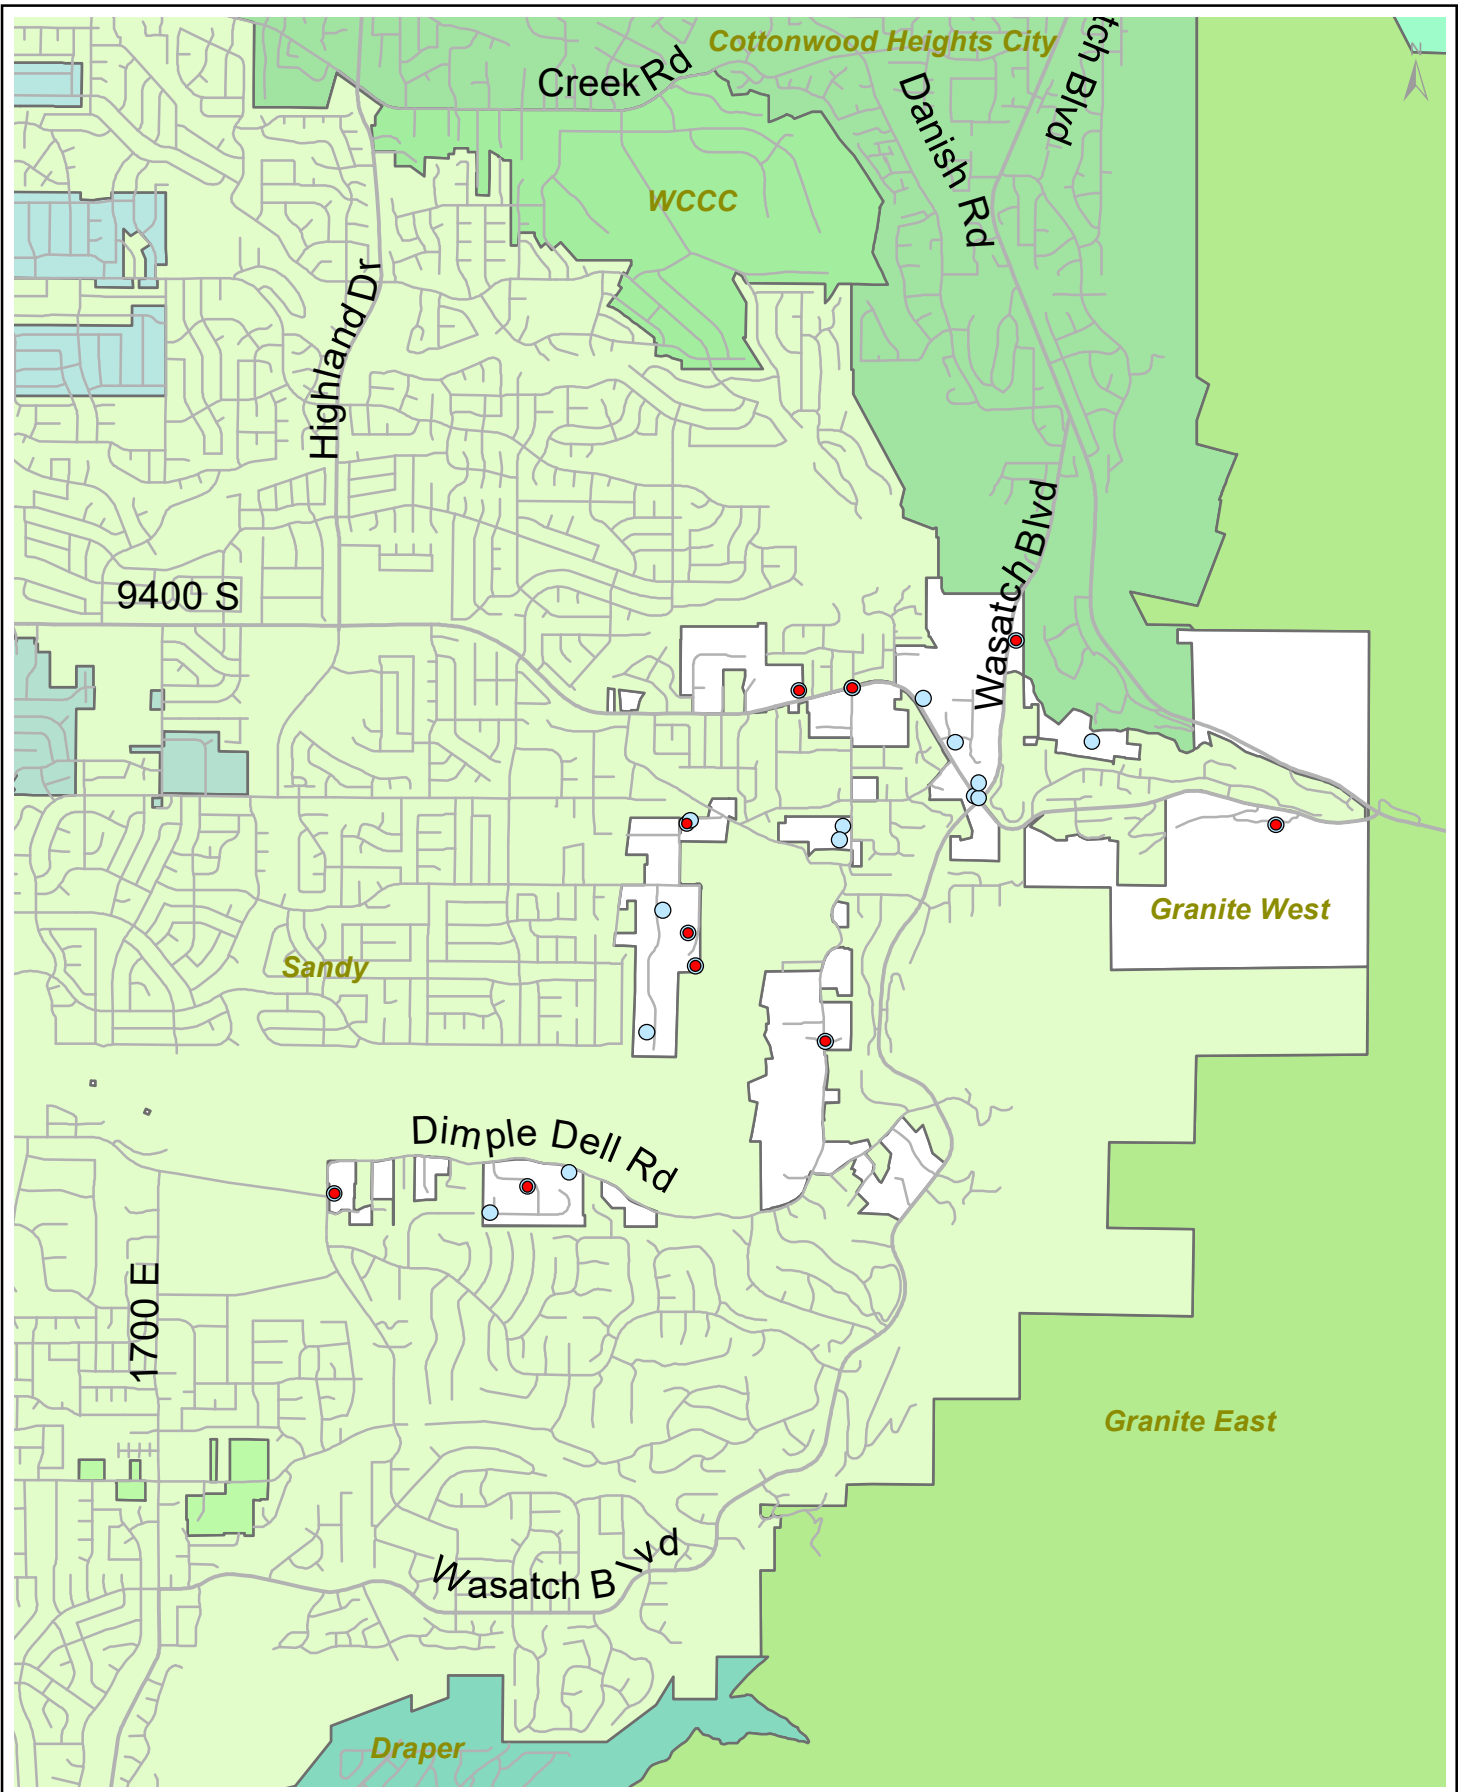 Cottonwood Heights City
tch Blvd
N
Creek Rd
Danish Rd
WCCC
Highland Dr
Wasatch Blvd
9400 S
Granite West
Sandy
Dimple Dell Rd
1700 E
Granite East
Wasatch Blvd
Draper